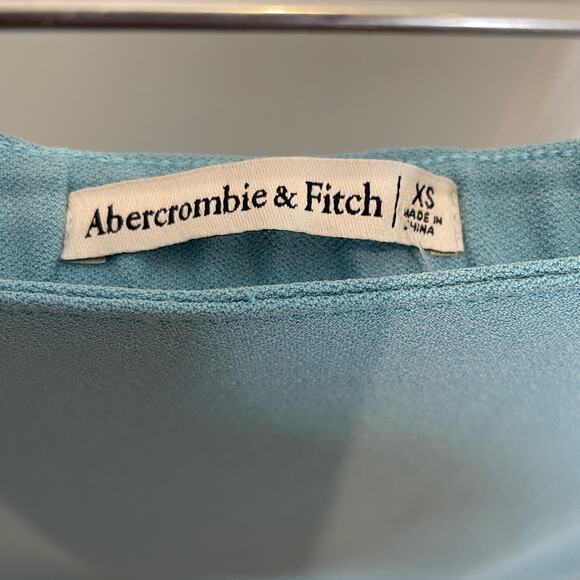 Abercrombie & Fitch
XS
MADE IN
CHINA